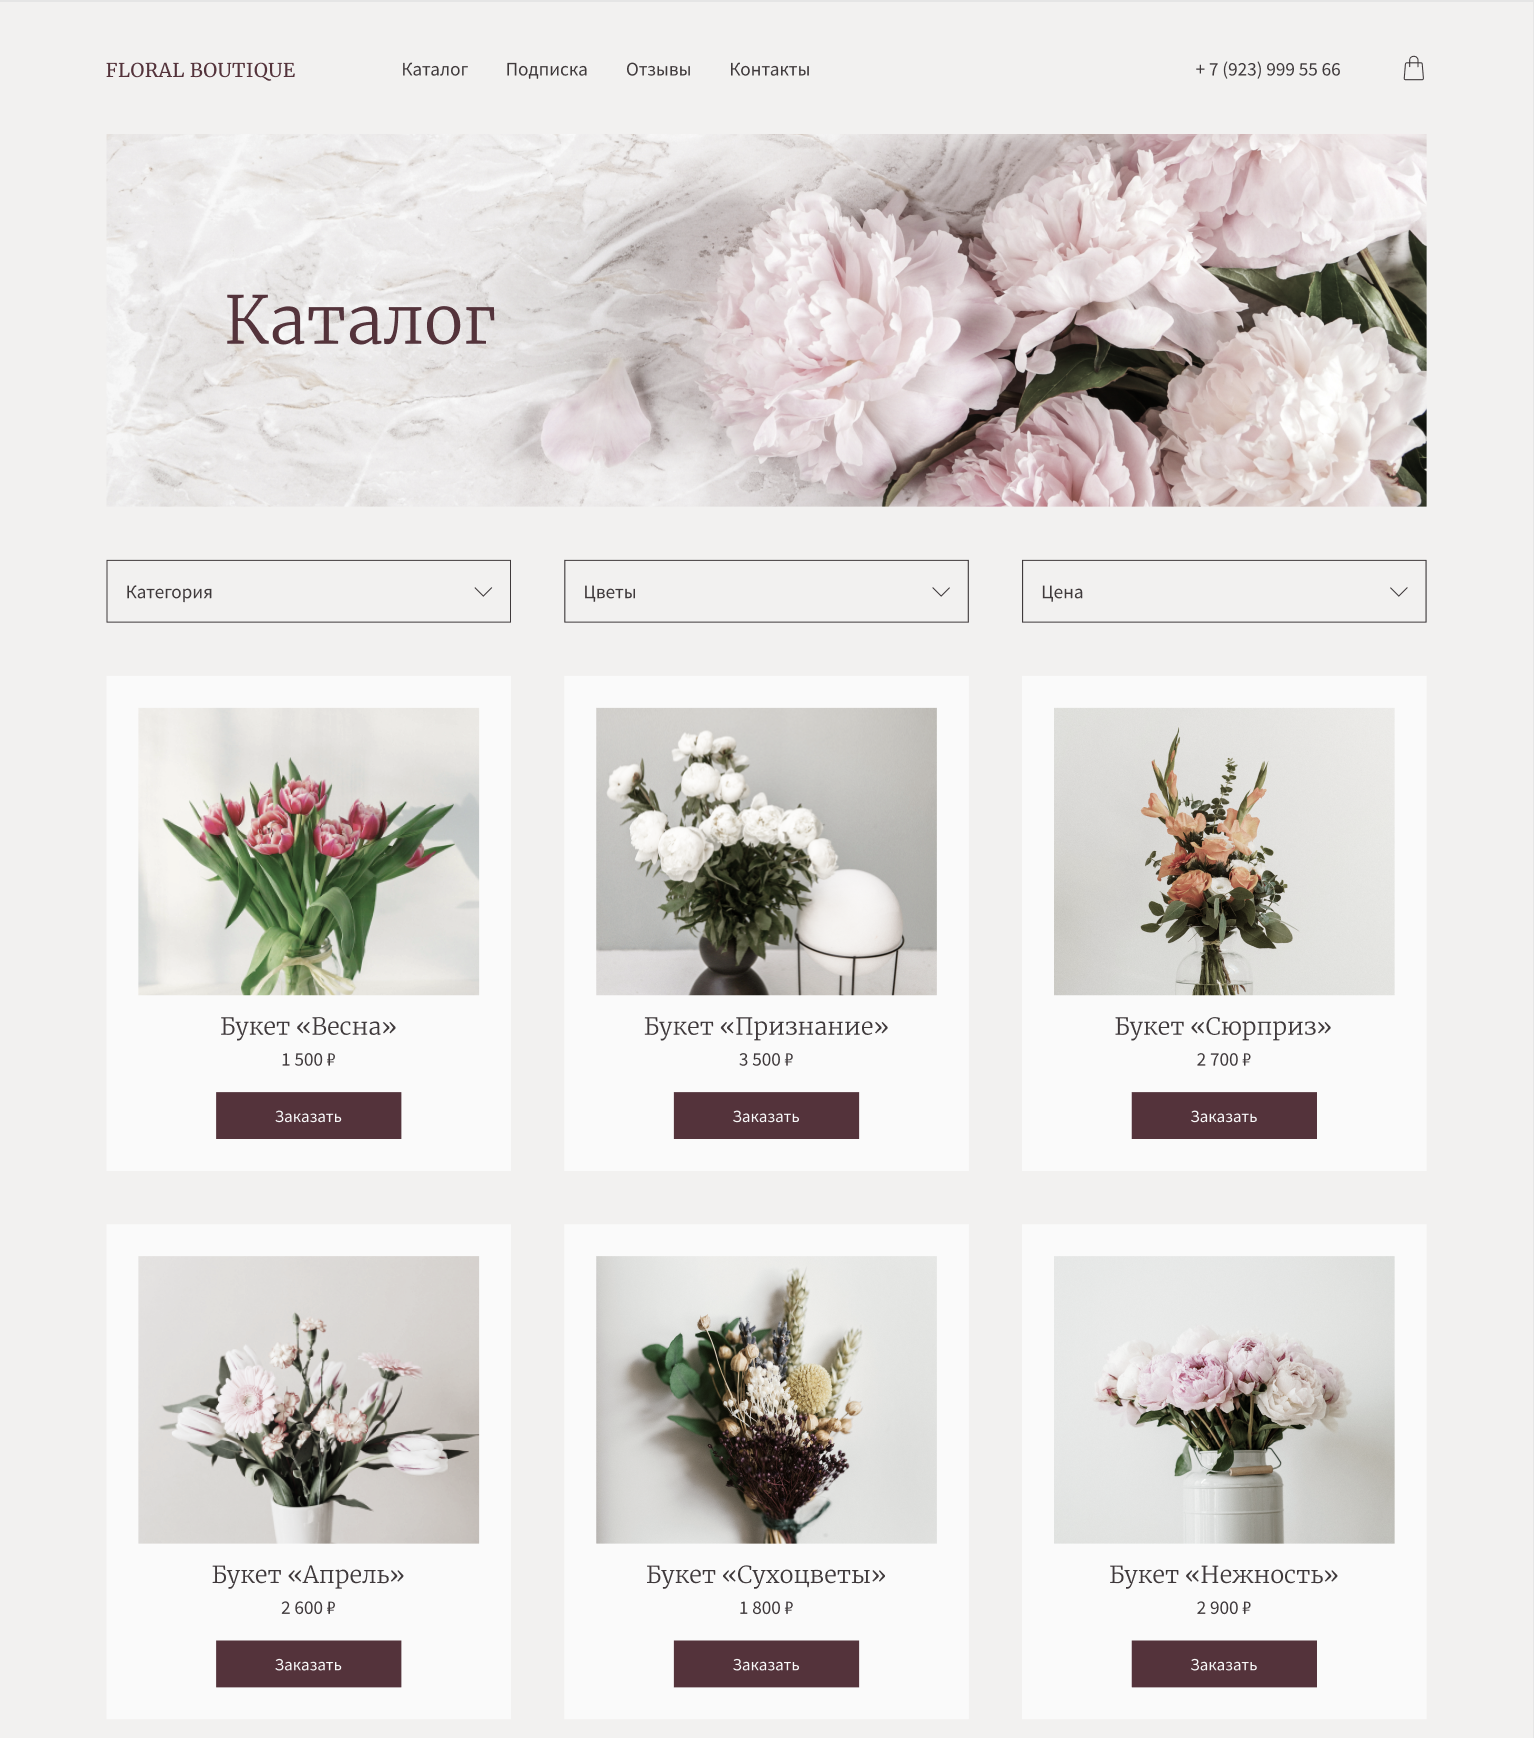 FLORAL BOUTIQUE Каталог Подписка Отзывы Контакты + 7 (923) 999 55 66
Каталог
Категория Цветы Цена
Букет «Весна» Букет «Признание» Букет «Сюрприз»
1 500 ₽ 3 500 ₽ 2 700 ₽
Заказать Заказать Заказать
Букет «Апрель» Букет «Сухоцветы» Букет «Нежность»
2 600 ₽ 1 800 ₽ 2 900 ₽
Заказать Заказать Заказать